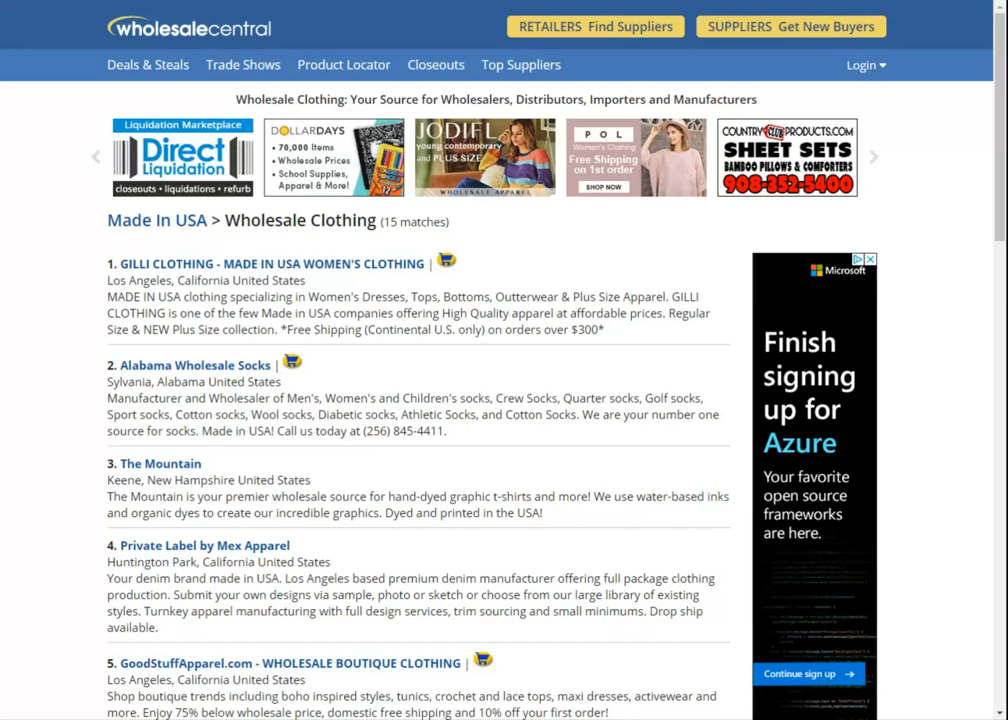 wholesalecentral
RETAILERS Find Suppliers
SUPPLIERS Get New Buyers
Deals & Steals
Trade Shows
Product Locator
Closeouts
Top Suppliers
Login
Wholesale Clothing: Your Source for Wholesalers, Distributors, Importers and Manufacturers
Liquidation Marketplace
Direct
Liquidation
closeouts • liquidations • refurb
DOLLARDAYS
• 70,000 Items
• Wholesale Prices
• School Supplies,
Apparel & More!
JODIFL
young contemporary
and PLUS SIZE
WHOLESALE APPAREL
POL
Women's Clothing
Free Shipping
on 1st order
SHOP NOW
COUNTRY CLUB PRODUCTS.COM
SHEET SETS
BAMBOO PILLOWS & COMFORTERS
908-352-5400
Made In USA > Wholesale Clothing (15 matches)
1. GILLI CLOTHING - MADE IN USA WOMEN'S CLOTHING |
Los Angeles, California United States
MADE IN USA clothing specializing in Women's Dresses, Tops, Bottoms, Outerwear & Plus Size Apparel. GILLI
CLOTHING is one of the few Made in USA companies offering High Quality apparel at affordable prices. Regular
Size & NEW Plus Size collection. *Free Shipping (Continental U.S. only) on orders over $300*
2. Alabama Wholesale Socks |
Sylvania, Alabama United States
Manufacturer and Wholesaler of Men's, Women's and Children's socks, Crew Socks, Quarter socks, Golf socks,
Sport socks, Cotton socks, Wool socks, Diabetic socks, Athletic Socks, and Cotton Socks. We are your number one
source for socks. Made in USA! Call us today at (256) 845-4411.
3. The Mountain
Keene, New Hampshire United States
The Mountain is your premier wholesale source for hand-dyed graphic t-shirts and more! We use water-based inks
and organic dyes to create our incredible graphics. Dyed and printed in the USA!
4. Private Label by Mex Apparel
Huntington Park, California United States
Your denim brand made in USA. Los Angeles based premium denim manufacturer offering full package clothing
production. Submit your own designs via sample, photo or sketch or choose from our large library of existing
styles. Turnkey apparel manufacturing with full design services, trim sourcing and small minimums. Drop ship
available.
5. GoodStuffApparel.com - WHOLESALE BOUTIQUE CLOTHING |
Los Angeles, California United States
Shop boutique trends including boho inspired styles, tunics, crochet and lace tops, maxi dresses, activewear and
more. Enjoy 75% below wholesale price, domestic free shipping and 10% off your first order!
Microsoft
Finish
signing
up for
Azure
Your favorite
open source
frameworks
are here.
Continue sign up